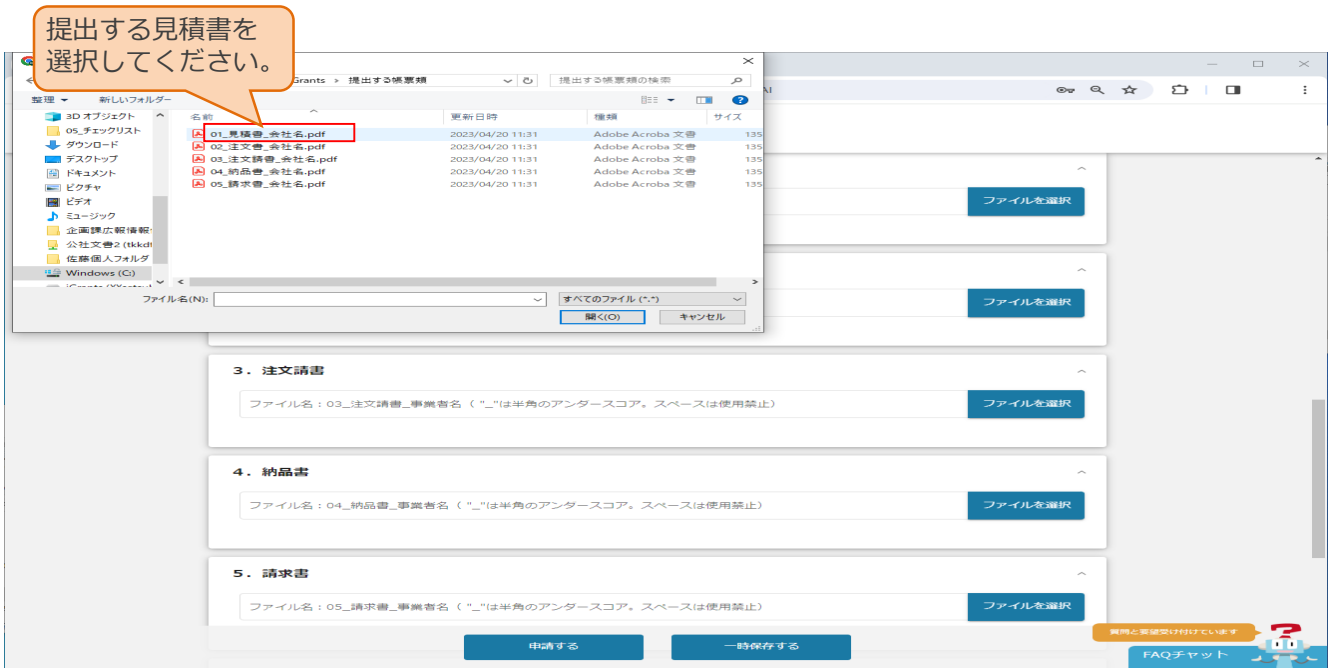 提出する見積書を
選択してください。
Grants › 提出する帳票類
提出する帳票類の検索
整理
新しいフォルダー
名前
更新日時
種類
サイズ
3D オブジェクト
05_チェックリスト
ダウンロード
デスクトップ
ドキュメント
ピクチャ
ビデオ
ミュージック
企画課広報情報
公社文書2 (tkkd
佐藤個人フォルダ
Windows (C:)
01_見積書_会社名.pdf 2023/04/20 11:31 Adobe Acroba 文書 135
02_注文書_会社名.pdf 2023/04/20 11:31 Adobe Acroba 文書 135
03_注文請書_会社名.pdf 2023/04/20 11:31 Adobe Acroba 文書 135
04_納品書_会社名.pdf 2023/04/20 11:31 Adobe Acroba 文書 135
05_請求書_会社名.pdf 2023/04/20 11:31 Adobe Acroba 文書 135
ファイル名(N):
すべてのファイル (*.*)
開く(O)
キャンセル
ファイルを選択
ファイルを選択
3. 注文請書
ファイル名：03_注文請書_事業者名（ "_"は半角のアンダースコア。スペースは使用禁止）
ファイルを選択
4. 納品書
ファイル名：04_納品書_事業者名（ "_"は半角のアンダースコア。スペースは使用禁止）
ファイルを選択
5. 請求書
ファイル名：05_請求書_事業者名（ "_"は半角のアンダースコア。スペースは使用禁止）
ファイルを選択
申請する
一時保存する
質問と要望受け付けています
FAQチャット